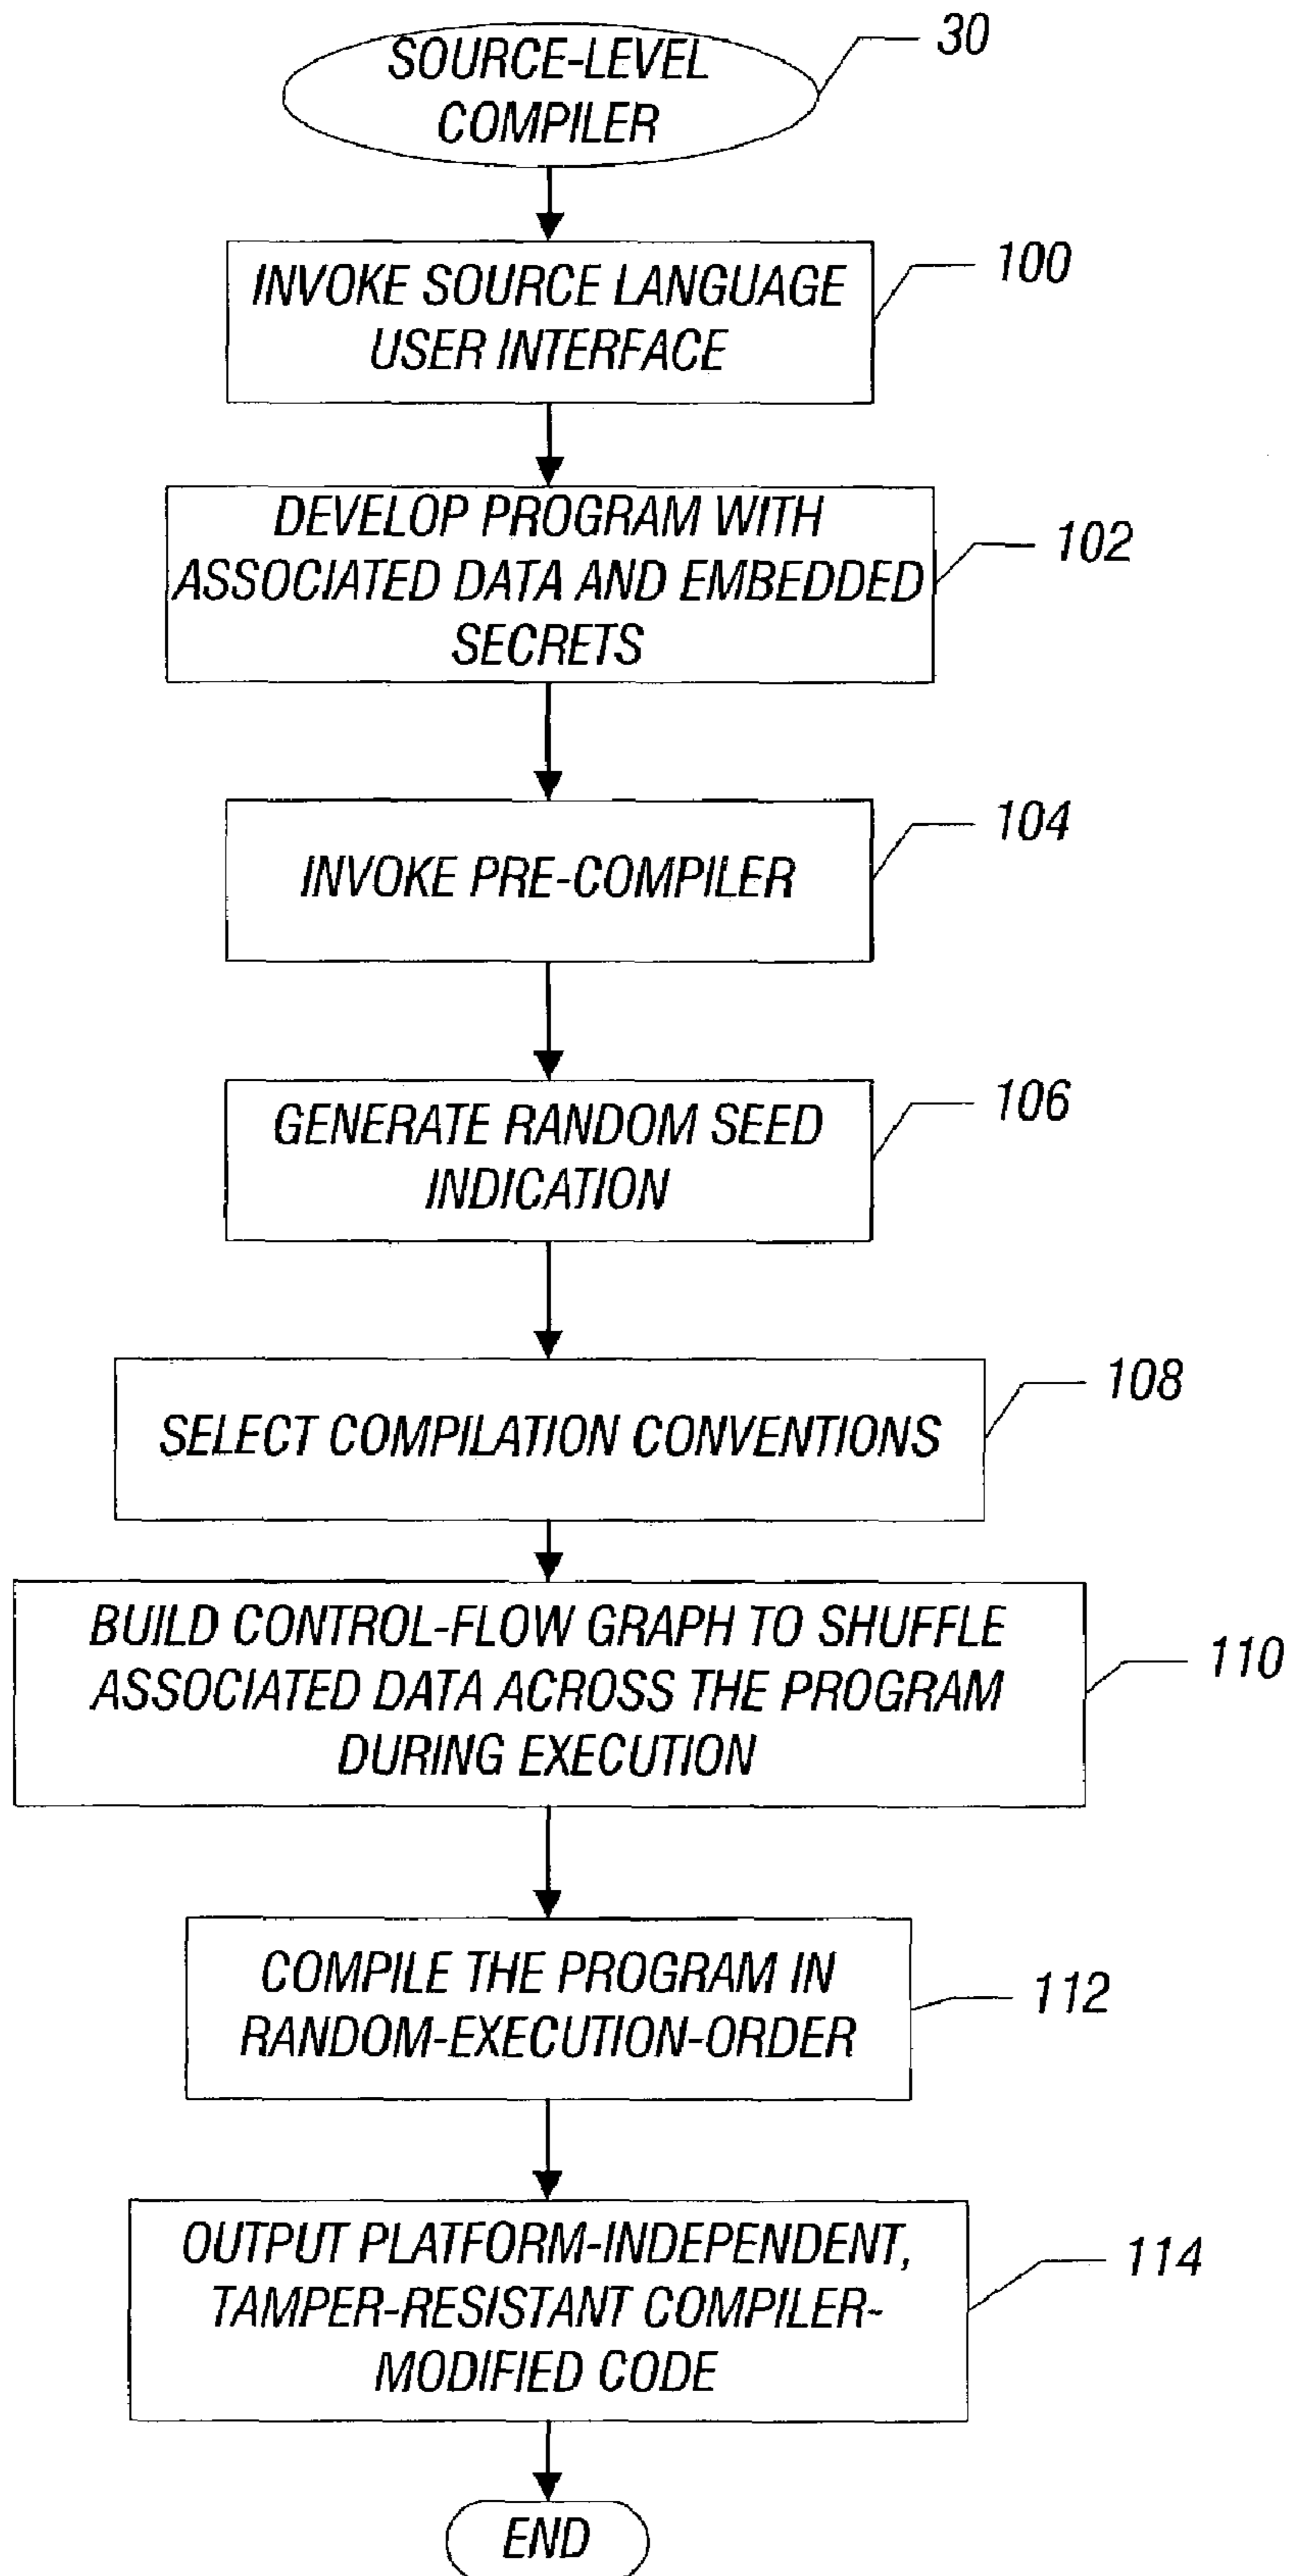 SOURCE-LEVEL
COMPILER
30
INVOKE SOURCE LANGUAGE
USER INTERFACE
100
DEVELOP PROGRAM WITH
ASSOCIATED DATA AND EMBEDDED
SECRETS
102
INVOKE PRE-COMPILER
104
GENERATE RANDOM SEED
INDICATION
106
SELECT COMPILATION CONVENTIONS
108
BUILD CONTROL-FLOW GRAPH TO SHUFFLE
ASSOCIATED DATA ACROSS THE PROGRAM
DURING EXECUTION
110
COMPILE THE PROGRAM IN
RANDOM-EXECUTION-ORDER
112
OUTPUT PLATFORM-INDEPENDENT,
TAMPER-RESISTANT COMPILER-
MODIFIED CODE
114
END